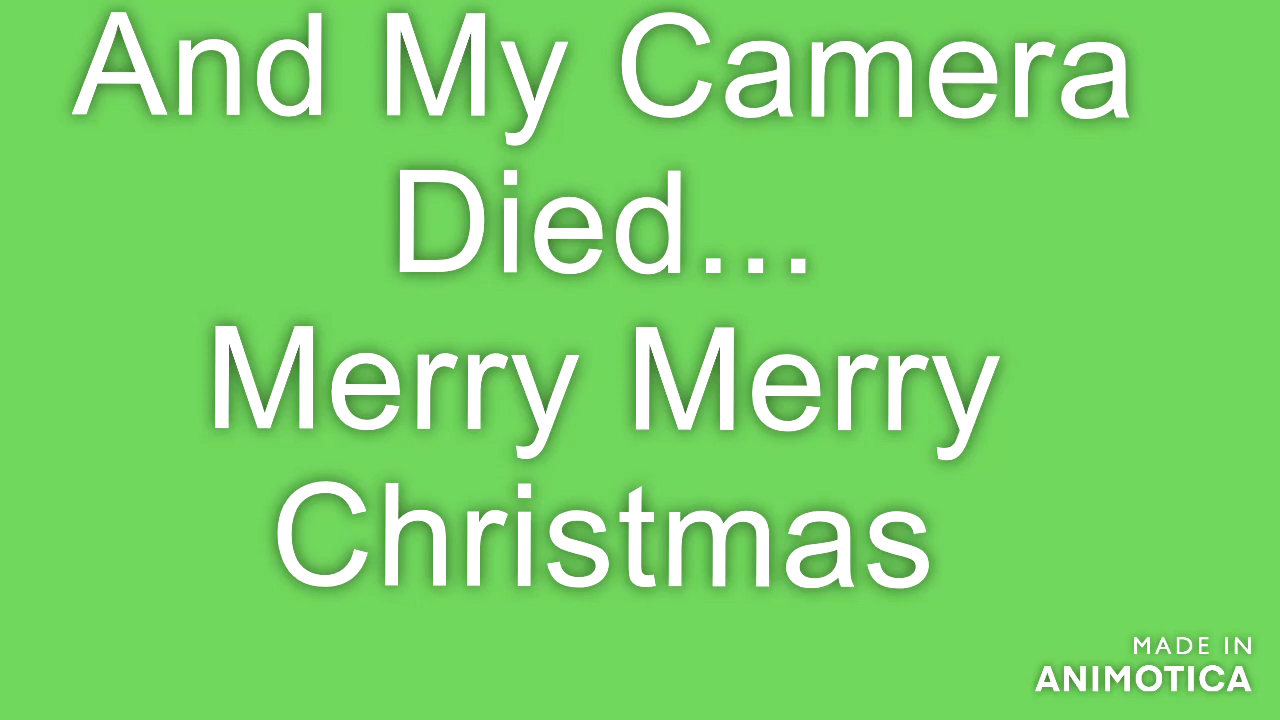 And My Camera
Died...
Merry Merry
Christmas
MADE IN
ANIMOTICA